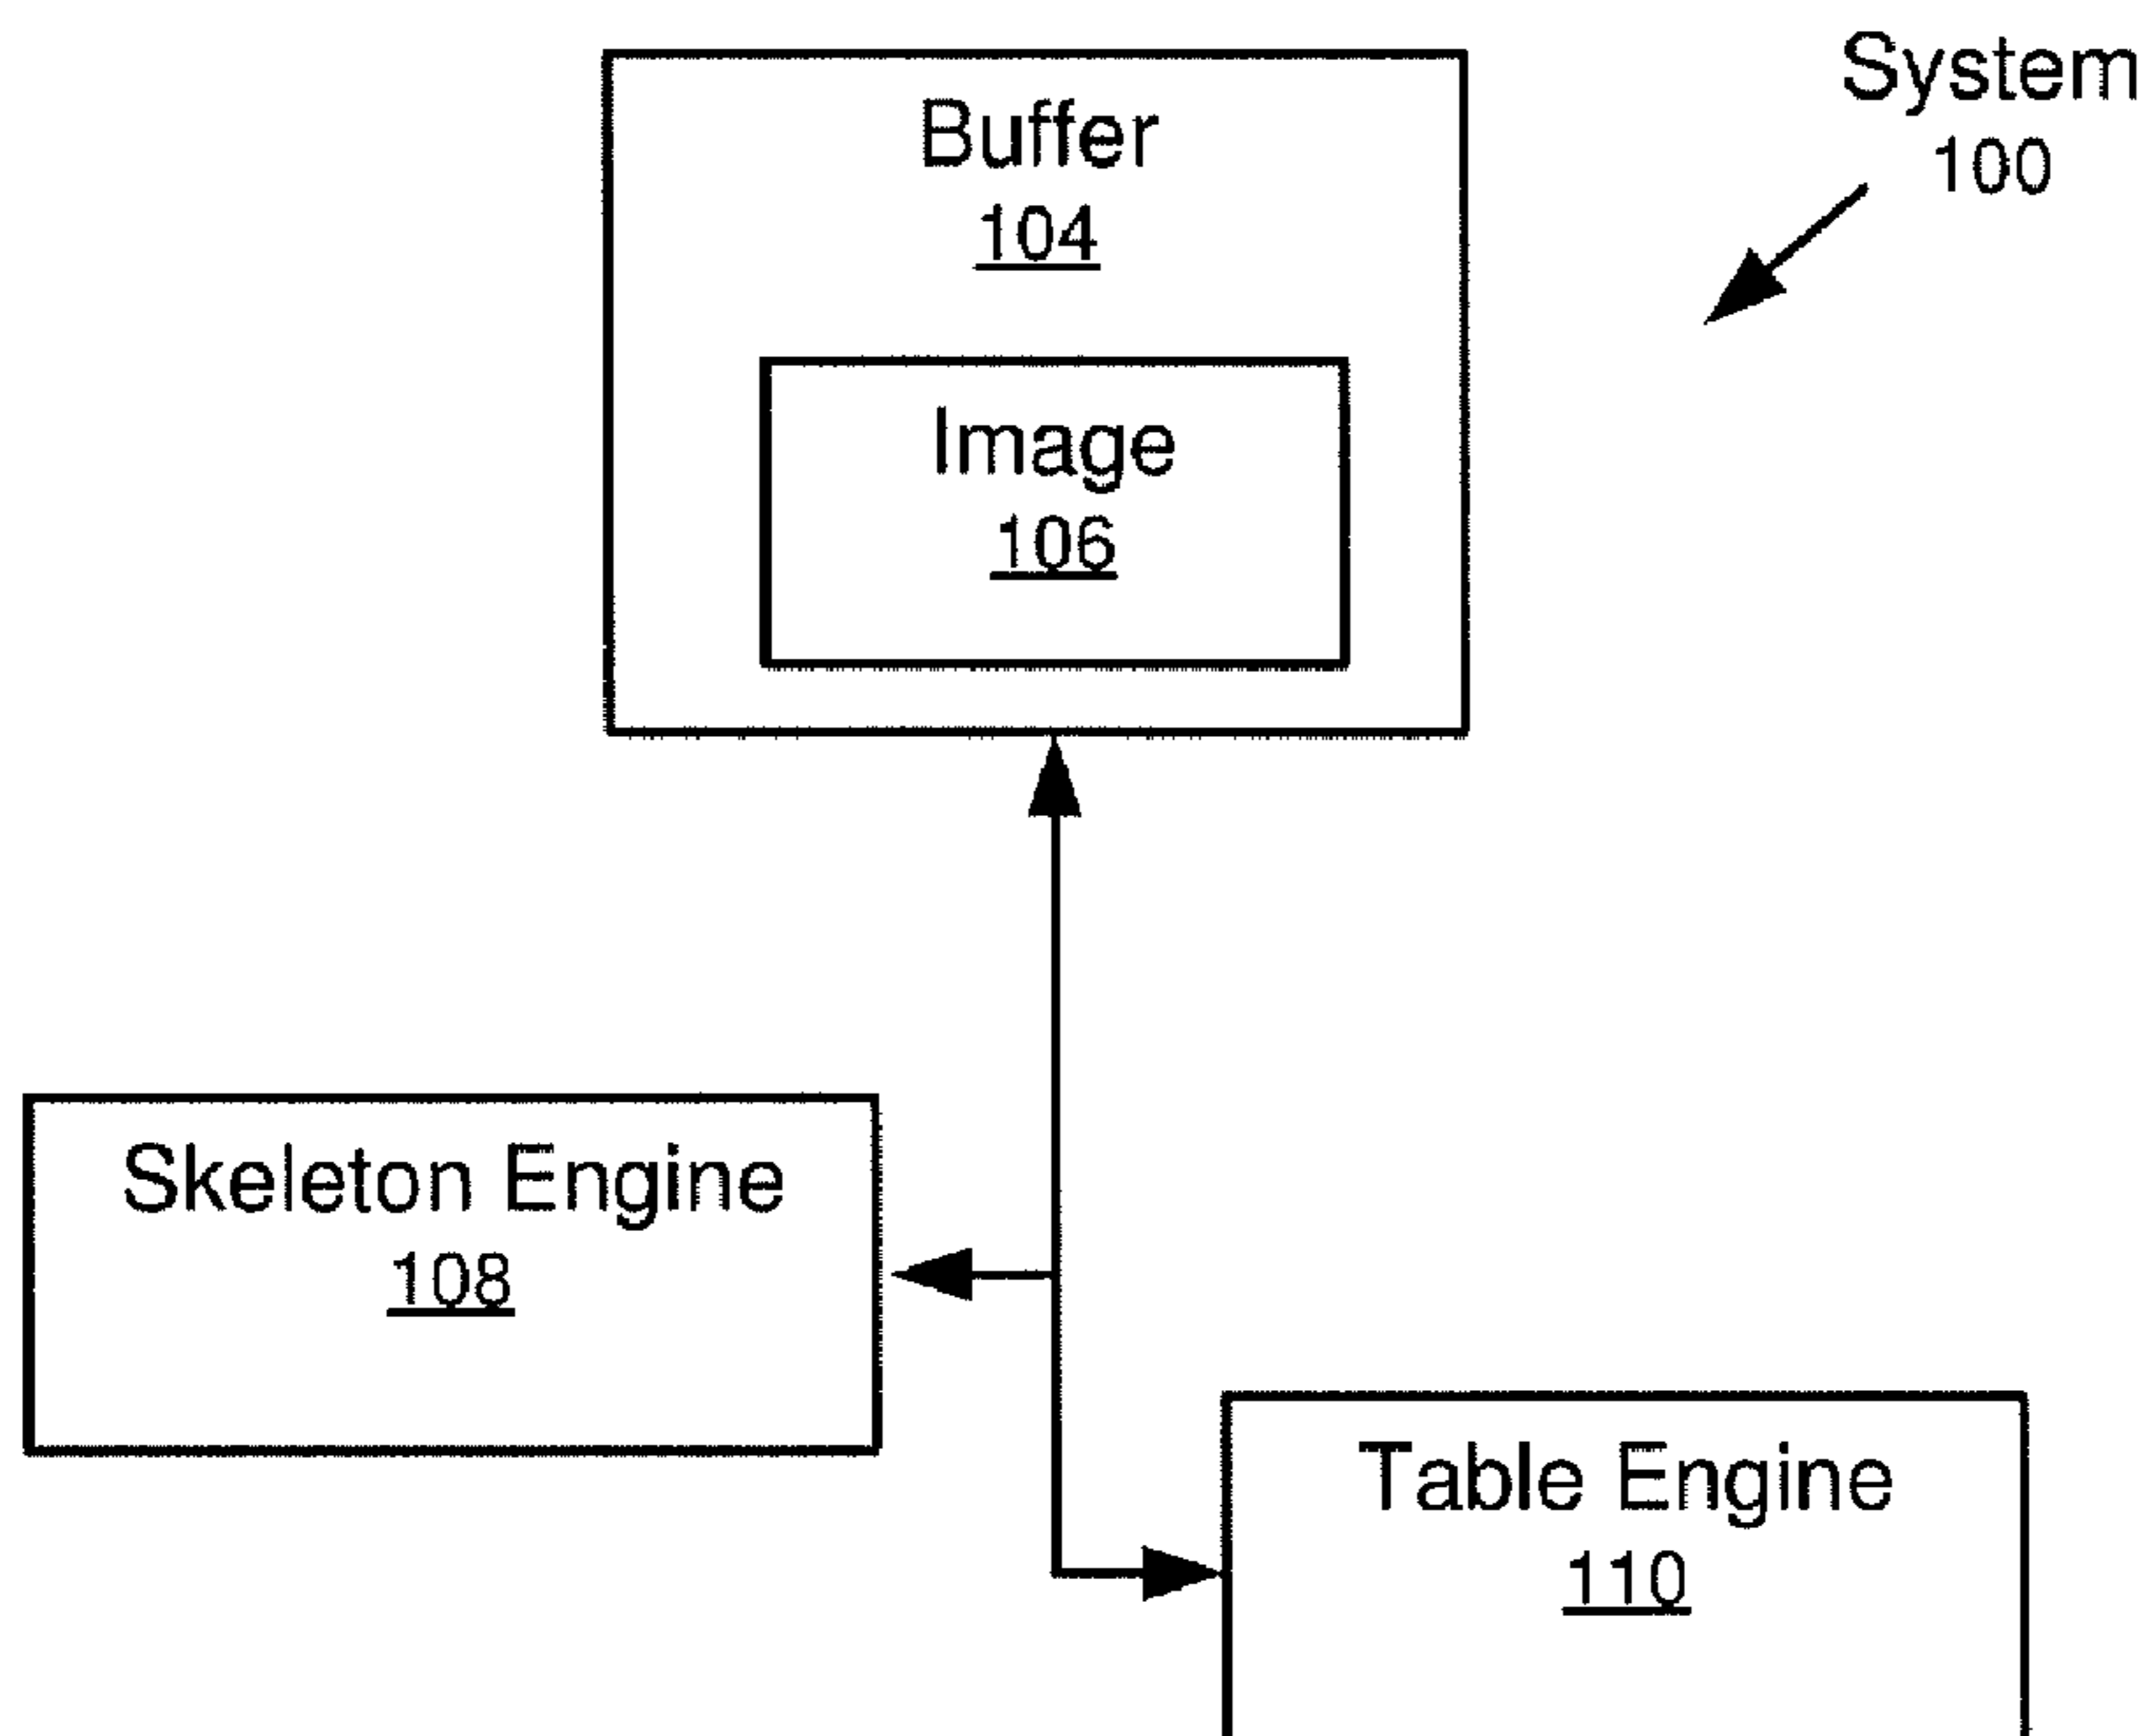 System
100
Buffer
104
Image
106
Skeleton Engine
108
Table Engine
110